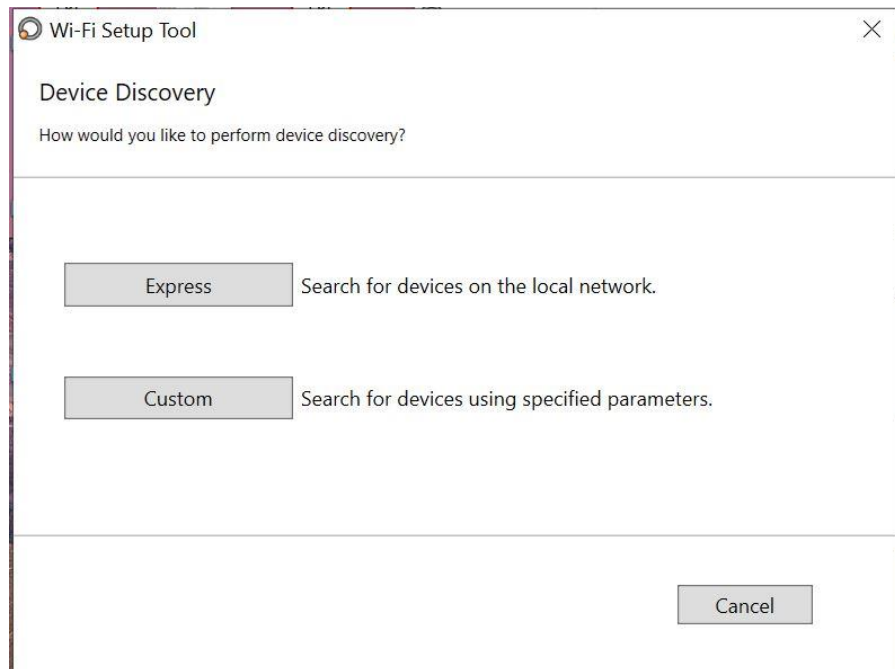 Wi-Fi Setup Tool
Device Discovery
How would you like to perform device discovery?
Express Search for devices on the local network.
Custom Search for devices using specified parameters.
Cancel